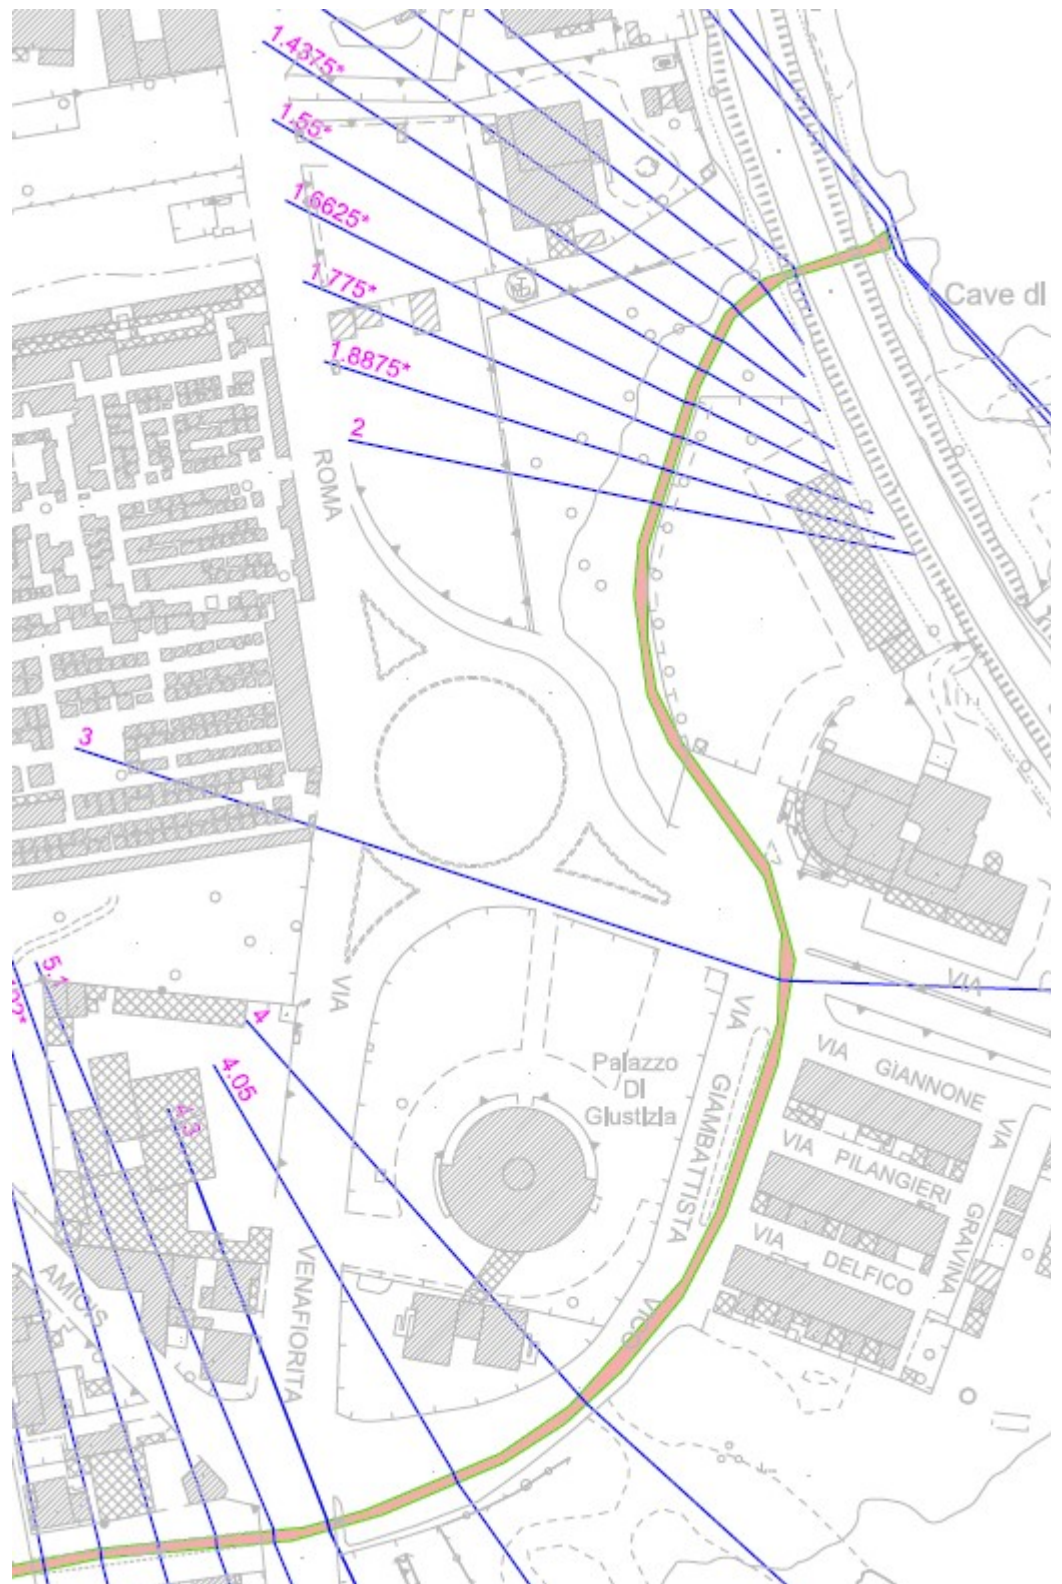 1.4375*
1.55*
1.6625*
1.775*
1.8875*
2
Cave dI
ROMA
3
VIA
5.1
4
4.05
4.3
Palazzo
DI
GIustIzIa
VIA
GIAMBATTISTA
VICO
VIA
VIA
GIANNONE
VIA
PILANGIERI
VIA
DELFICO
VIA
GRAVINA
VENAFIORITA
AMICIS